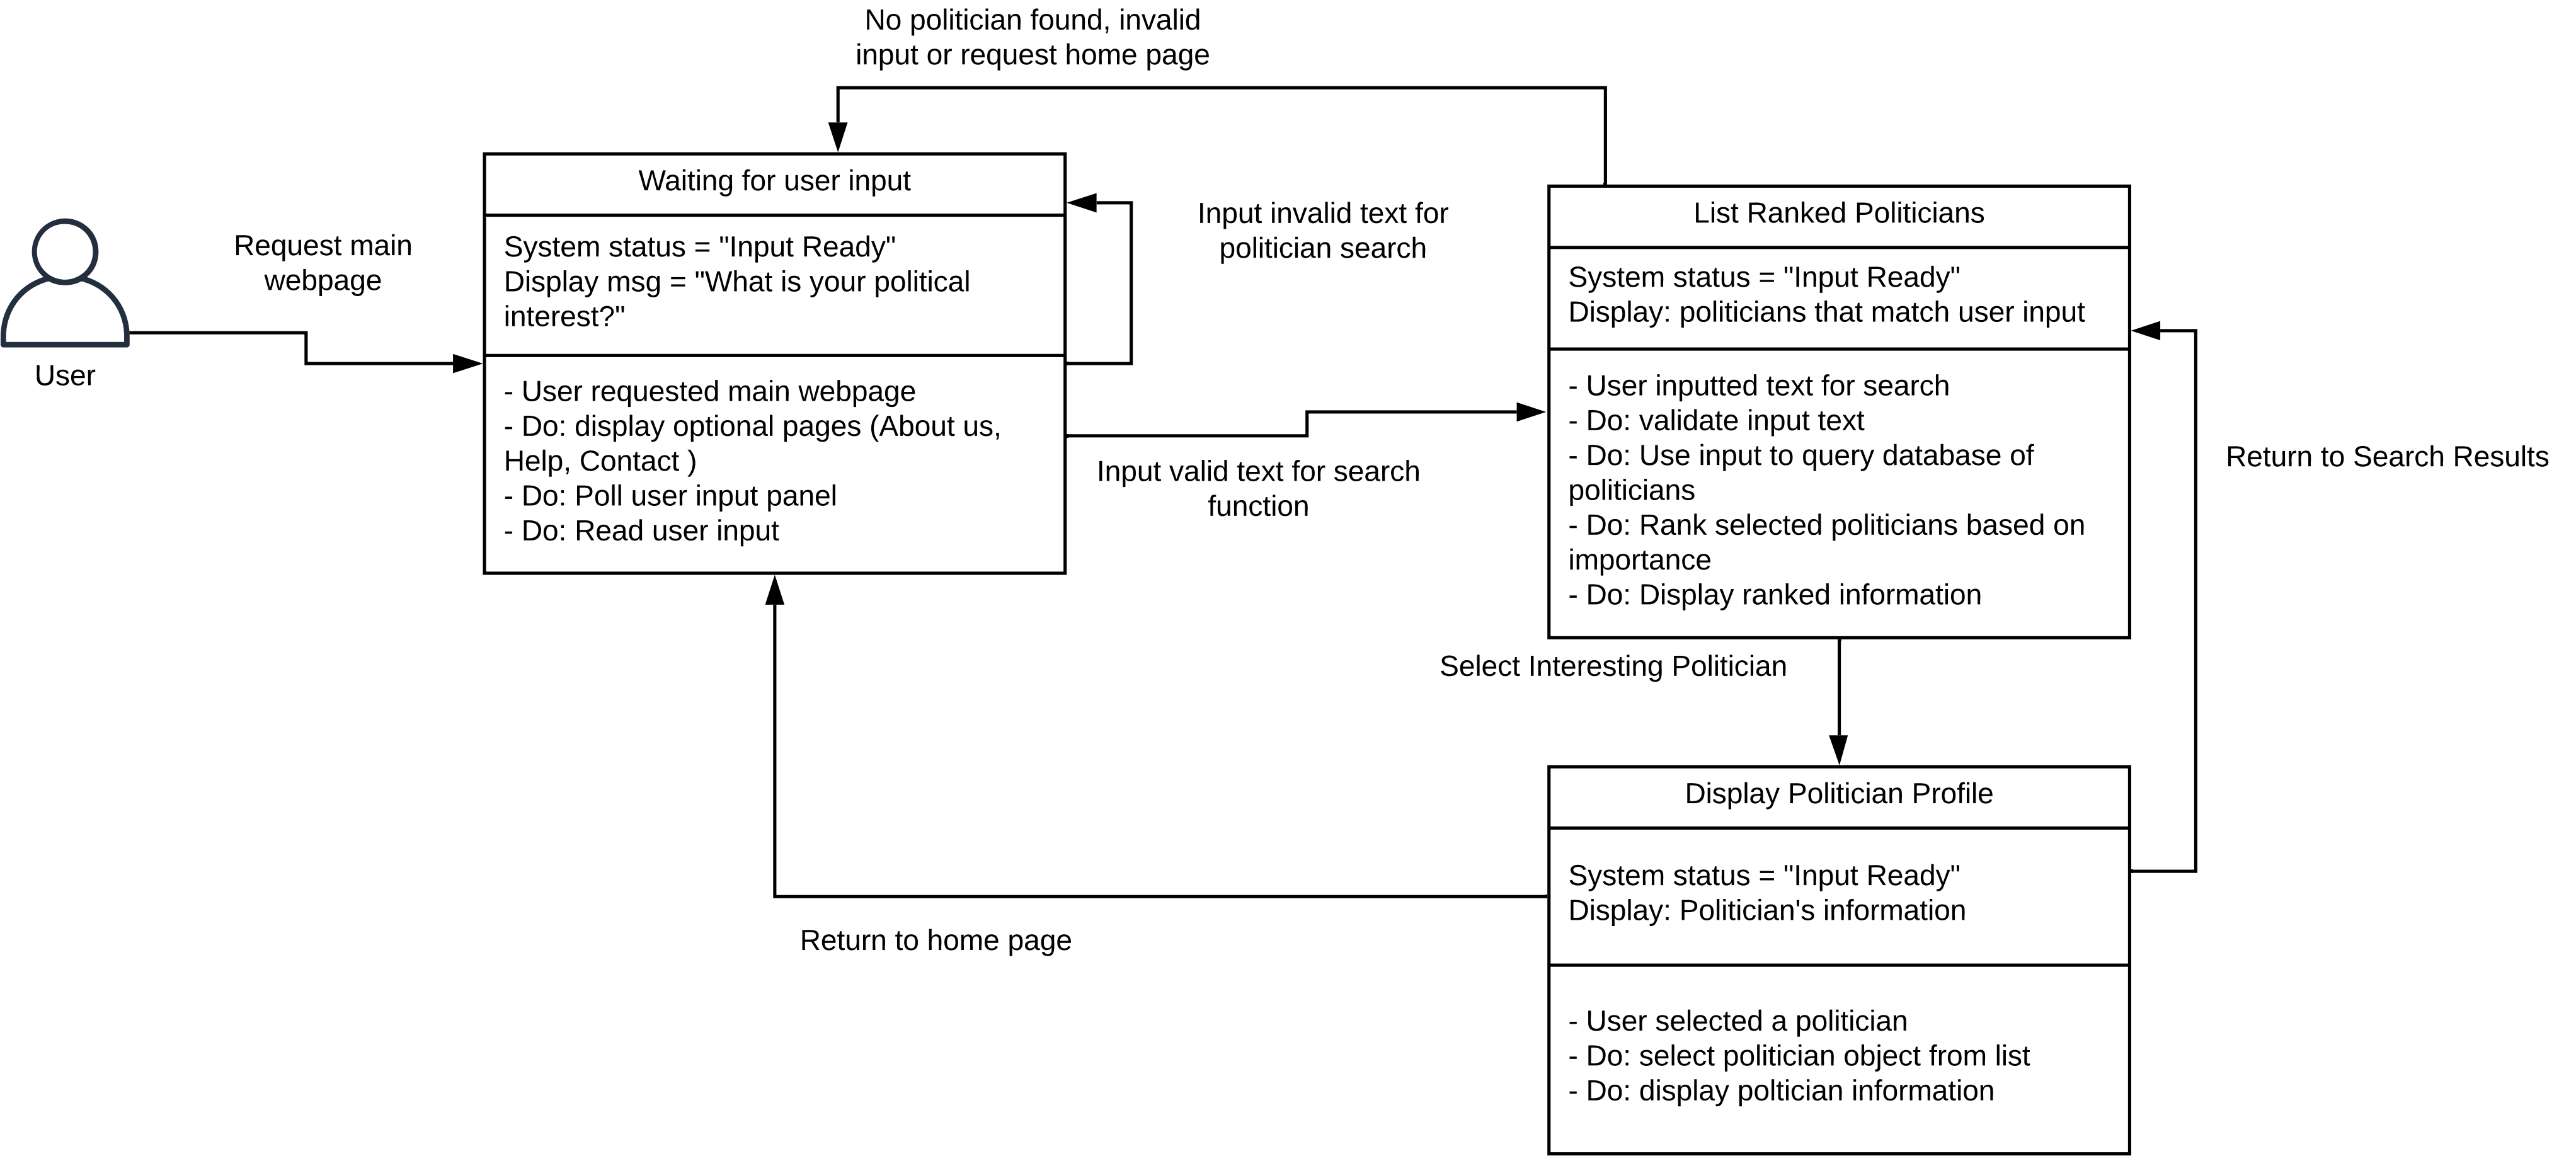 No politician found, invalid
input or request home page
Waiting for user input
System status = "Input Ready"
Display msg = "What is your political
interest?"
- User requested main webpage
- Do: display optional pages (About us,
Help, Contact )
- Do: Poll user input panel
- Do: Read user input
Request main
webpage
User
Input invalid text for
politician search
Input valid text for search
function
List Ranked Politicians
System status = "Input Ready"
Display: politicians that match user input
- User inputted text for search
- Do: validate input text
- Do: Use input to query database of
politicians
- Do: Rank selected politicians based on
importance
- Do: Display ranked information
Return to Search Results
Select Interesting Politician
Display Politician Profile
System status = "Input Ready"
Display: Politician's information
- User selected a politician
- Do: select politician object from list
- Do: display poltician information
Return to home page